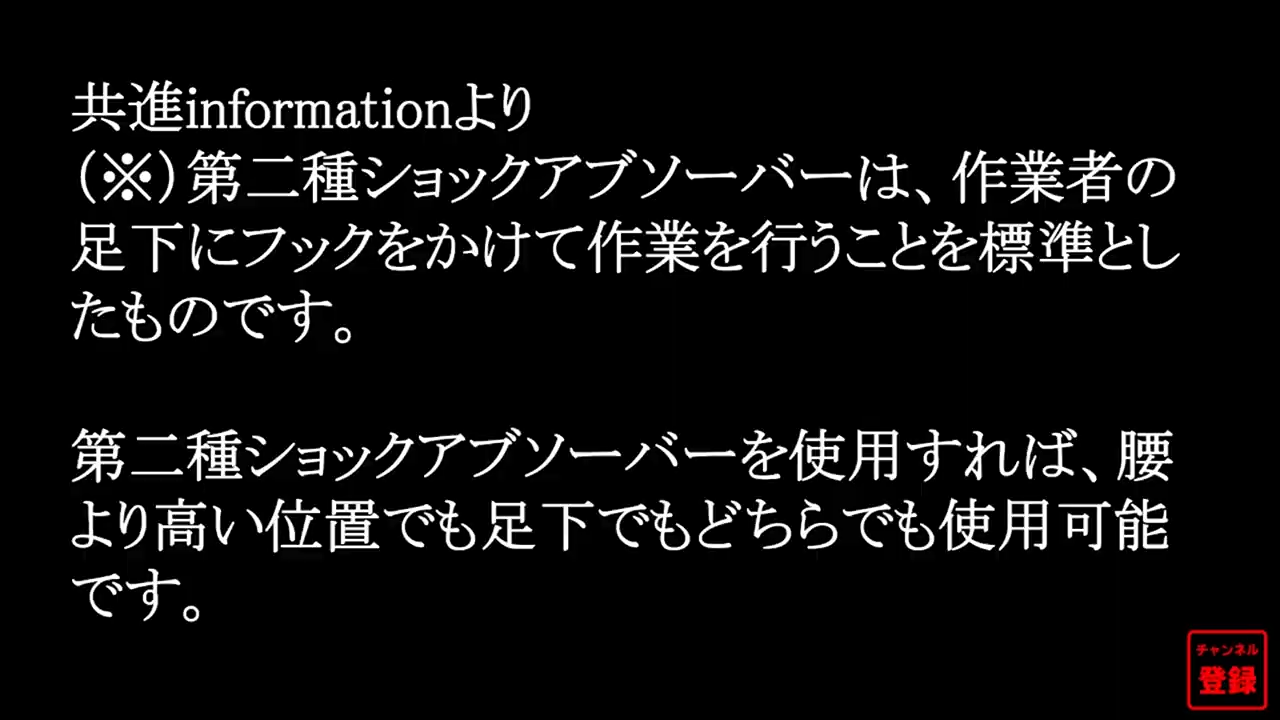 共進informationより
（※）第二種ショックアブソーバーは、作業者の
足下にフックをかけて作業を行うことを標準とし
たものです。
第二種ショックアブソーバーを使用すれば、腰
より高い位置でも足下でもどちらでも使用可能
です。
チャンネル
登録